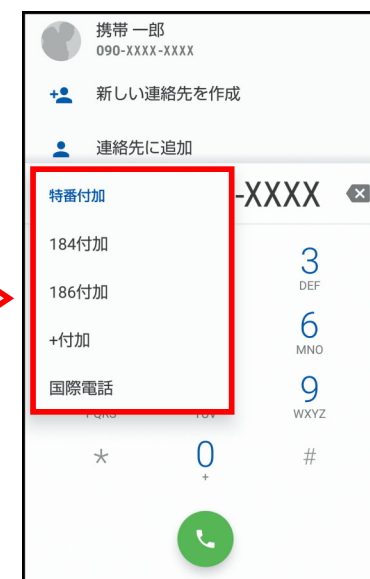 携帯 一郎
090-XXXX-XXXX
新しい連絡先を作成
連絡先に追加
特番付加
-XXXX
184付加
186付加
+付加
国際電話
3
DEF
6
MNO
9
WXYZ
* 0 #
+